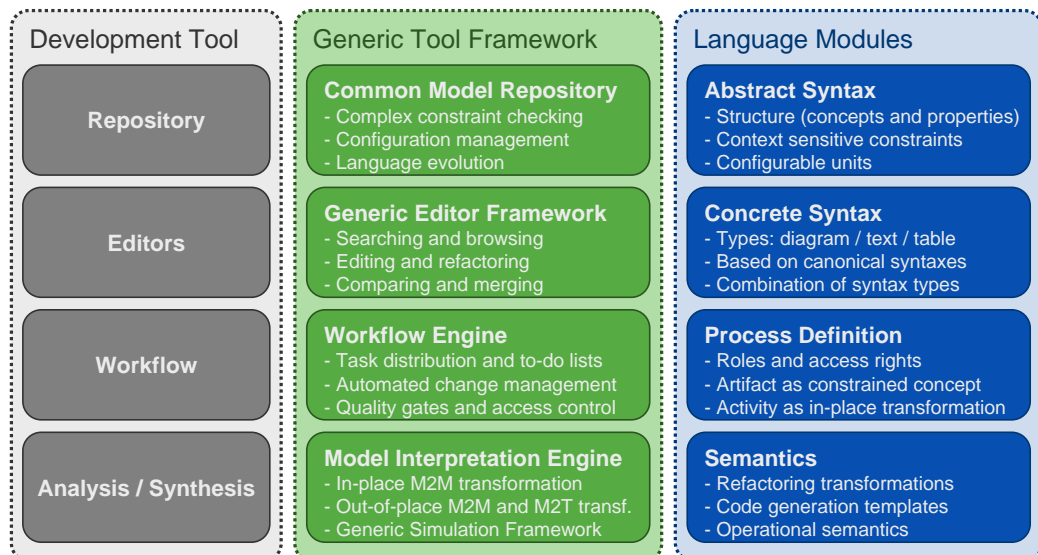 Development Tool
Repository
Editors
Workflow
Analysis / Synthesis
Generic Tool Framework
Common Model Repository
- Complex constraint checking
- Configuration management
- Language evolution
Generic Editor Framework
- Searching and browsing
- Editing and refactoring
- Comparing and merging
Workflow Engine
- Task distribution and to-do lists
- Automated change management
- Quality gates and access control
Model Interpretation Engine
- In-place M2M transformation
- Out-of-place M2M and M2T transf.
- Generic Simulation Framework
Language Modules
Abstract Syntax
- Structure (concepts and properties)
- Context sensitive constraints
- Configurable units
Concrete Syntax
- Types: diagram / text / table
- Based on canonical syntaxes
- Combination of syntax types
Process Definition
- Roles and access rights
- Artifact as constrained concept
- Activity as in-place transformation
Semantics
- Refactoring transformations
- Code generation templates
- Operational semantics